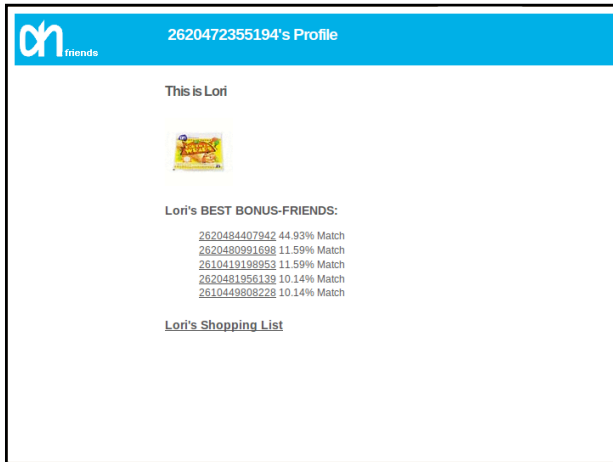 ah friends
2620472355194's Profile
This is Lori
Lori's BEST BONUS-FRIENDS:
2620484407942 44.93% Match
2620480991698 11.59% Match
2610419198953 11.59% Match
2620481956139 10.14% Match
2610449808228 10.14% Match
Lori's Shopping List